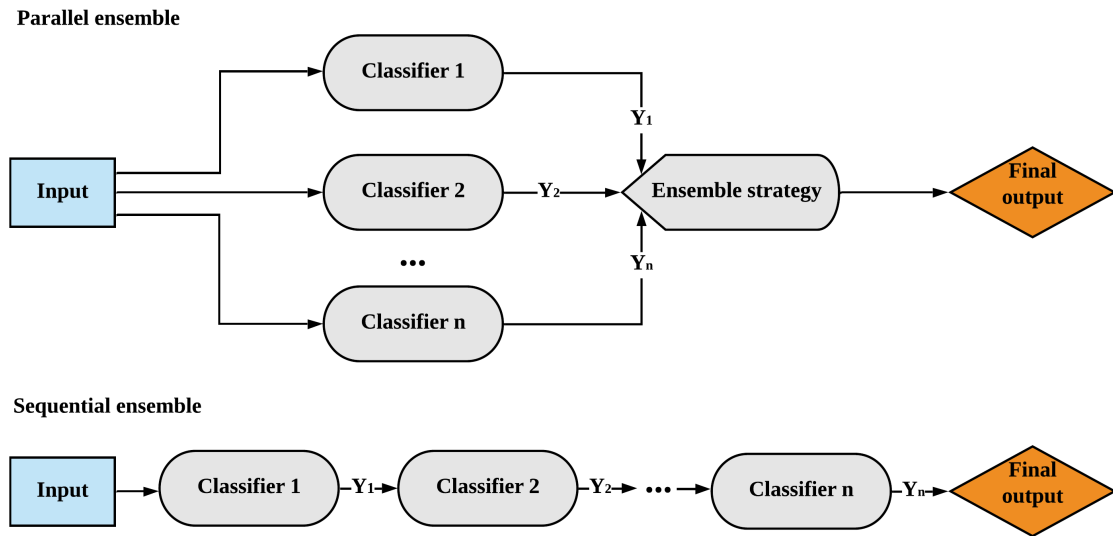 Parallel ensemble
Classifier 1
Y1
Input
Classifier 2
Y2
Ensemble strategy
Final
output
...
Yn
Classifier n
Sequential ensemble
Input
Classifier 1
Y1
Classifier 2
Y2
...
Classifier n
Yn
Final
output